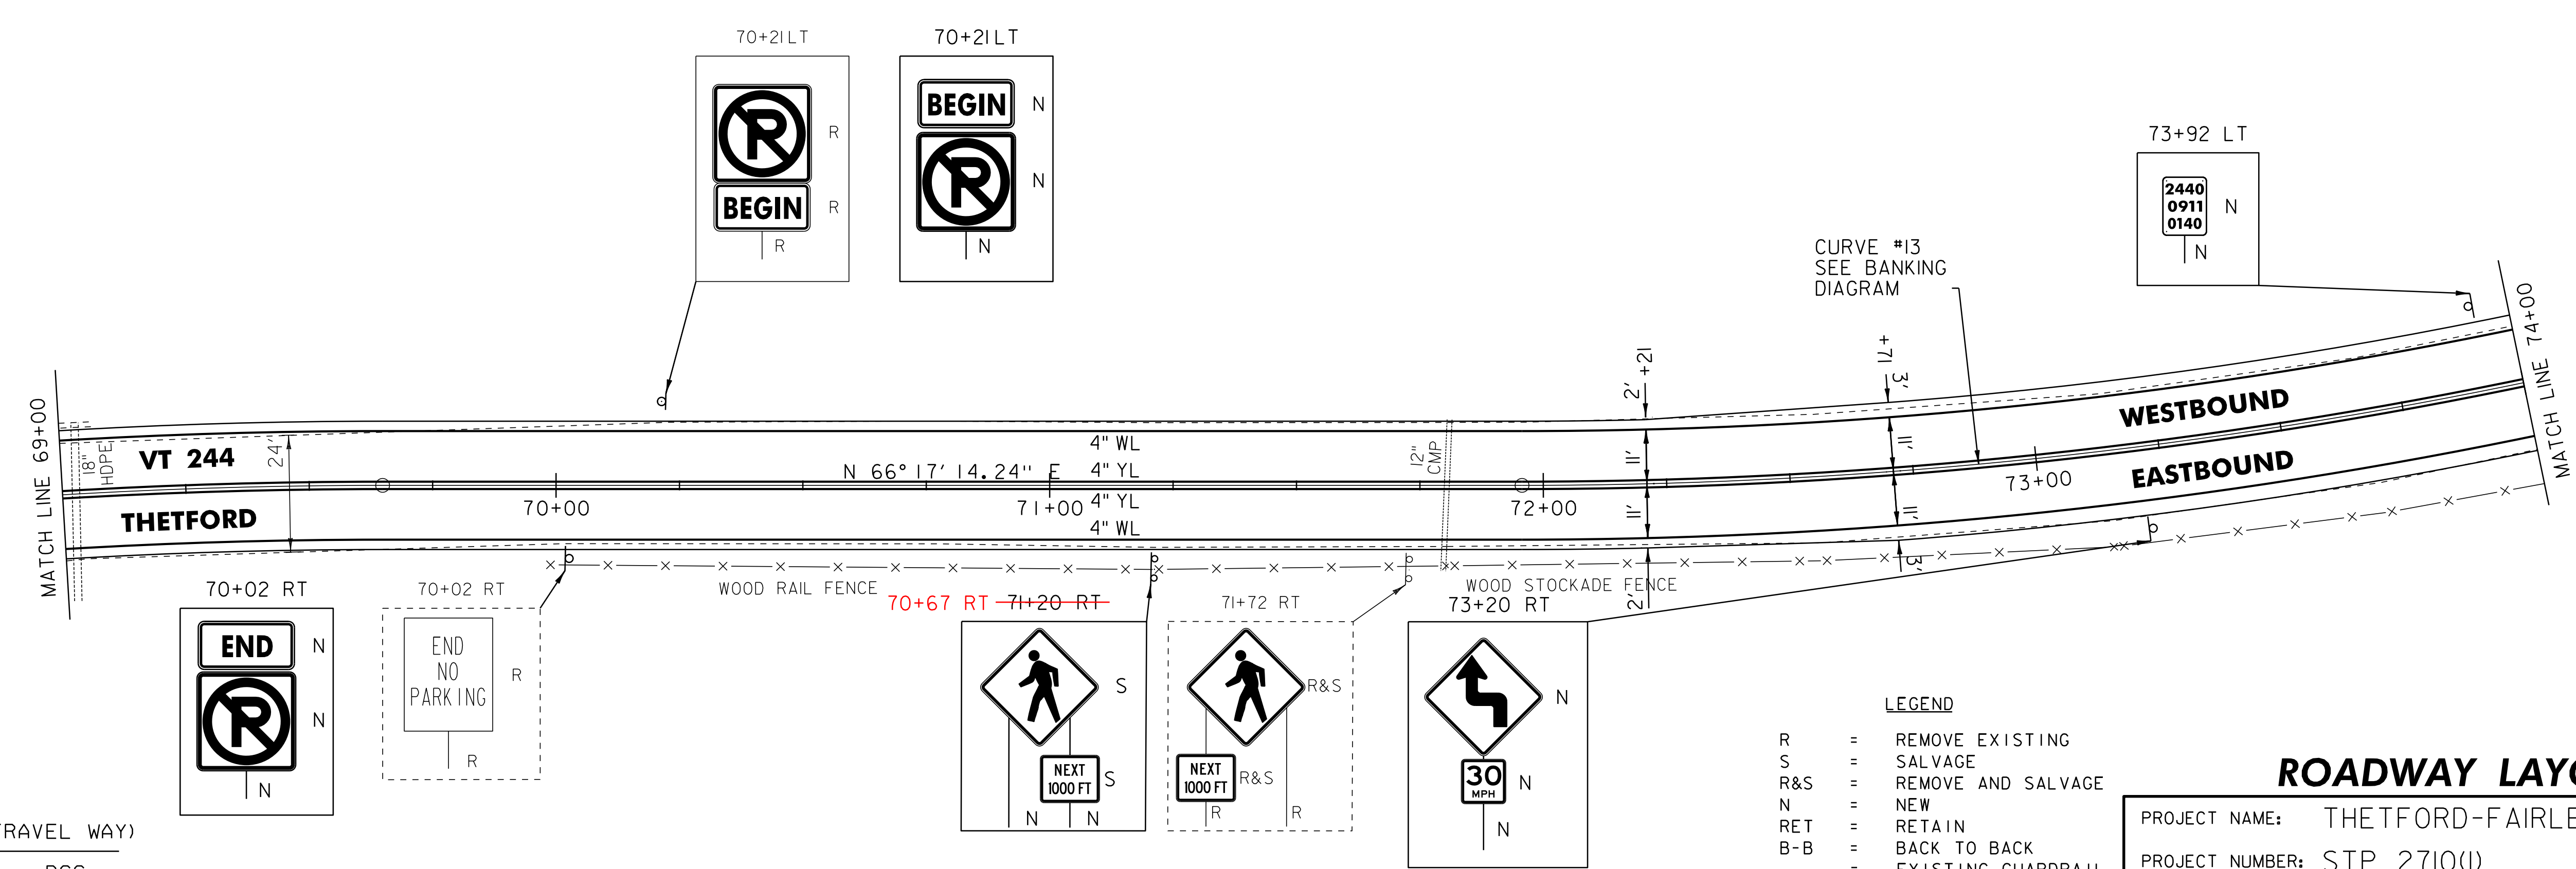 70+21LT
R
BEGIN
R
R
70+21LT
BEGIN
N
N
N
73+92 LT
2440
0911
0140
N
N
CURVE #13
SEE BANKING
DIAGRAM
MATCH LINE 69+00
18"
HDPE
VT 244
24'
THETFORD
N 66° 17' 14.24" E
4" WL
4" YL
4" YL
4" WL
70+00
71+00
72+00
73+00
12"
CMP
2'
+21
11'
11'
2'
+71
3'
11'
11'
3'
WESTBOUND
EASTBOUND
MATCH LINE 74+00
WOOD RAIL FENCE
WOOD STOCKADE FENCE
70+02 RT
END
N
N
N
70+02 RT
END
NO
PARKING
R
R
70+67 RT 71+20 RT
S
NEXT
1000 FT
S
N
N
71+72 RT
R&S
NEXT
1000 FT
R&S
R
R
73+20 RT
N
30
MPH
N
N
LEGEND
R = REMOVE EXISTING
S = SALVAGE
R&S = REMOVE AND SALVAGE
N = NEW
RET = RETAIN
B-B = BACK TO BACK
= EXISTING GUARDRAIL
ROADWAY
PROJECT NAME: THETFORD-FAIRLE
PROJECT NUMBER: STP 2710(1)
TRAVEL WAY)